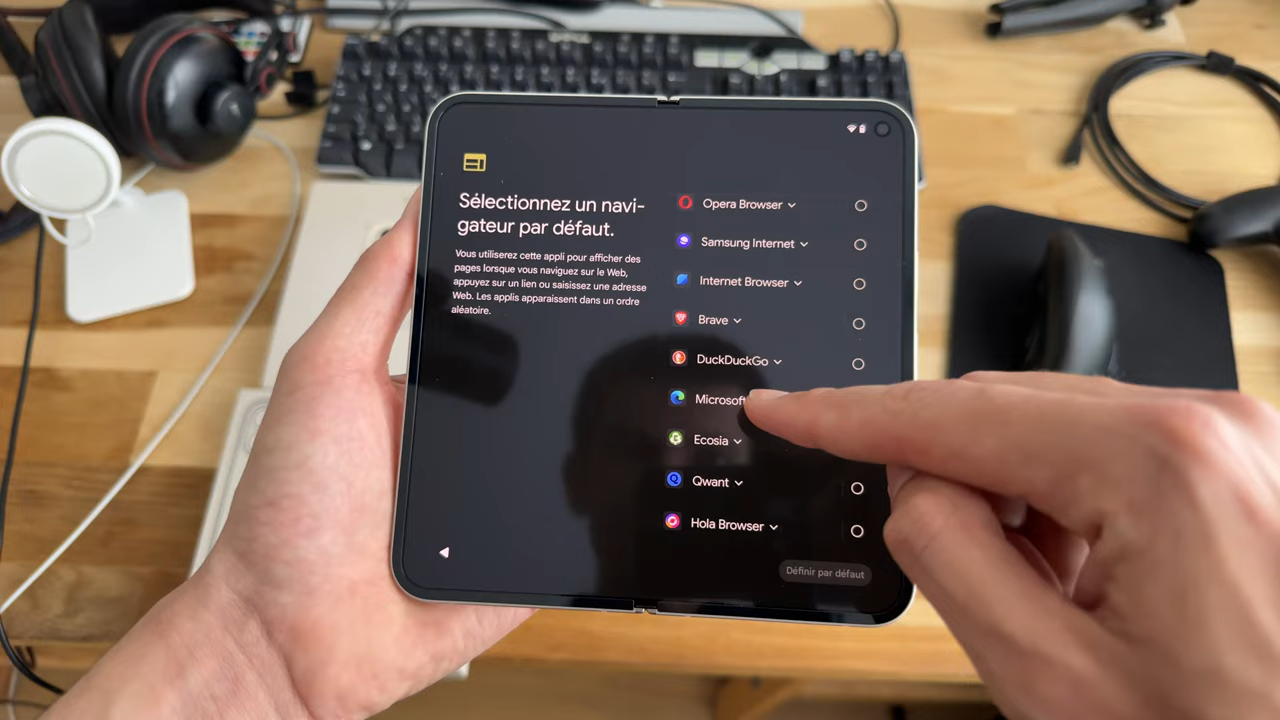 Sélectionnez un navi-
gateur par défaut.
Vous utiliserez cette appli pour afficher des
pages lorsque vous naviguez sur le Web,
appuyez sur un lien ou saisissez une adresse
Web. Les applis apparaissent dans un ordre
aléatoire.
Opera Browser
Samsung Internet
Internet Browser
Brave
DuckDuckGo
Microsoft
Ecosia
Qwant
Hola Browser
Définir par défaut